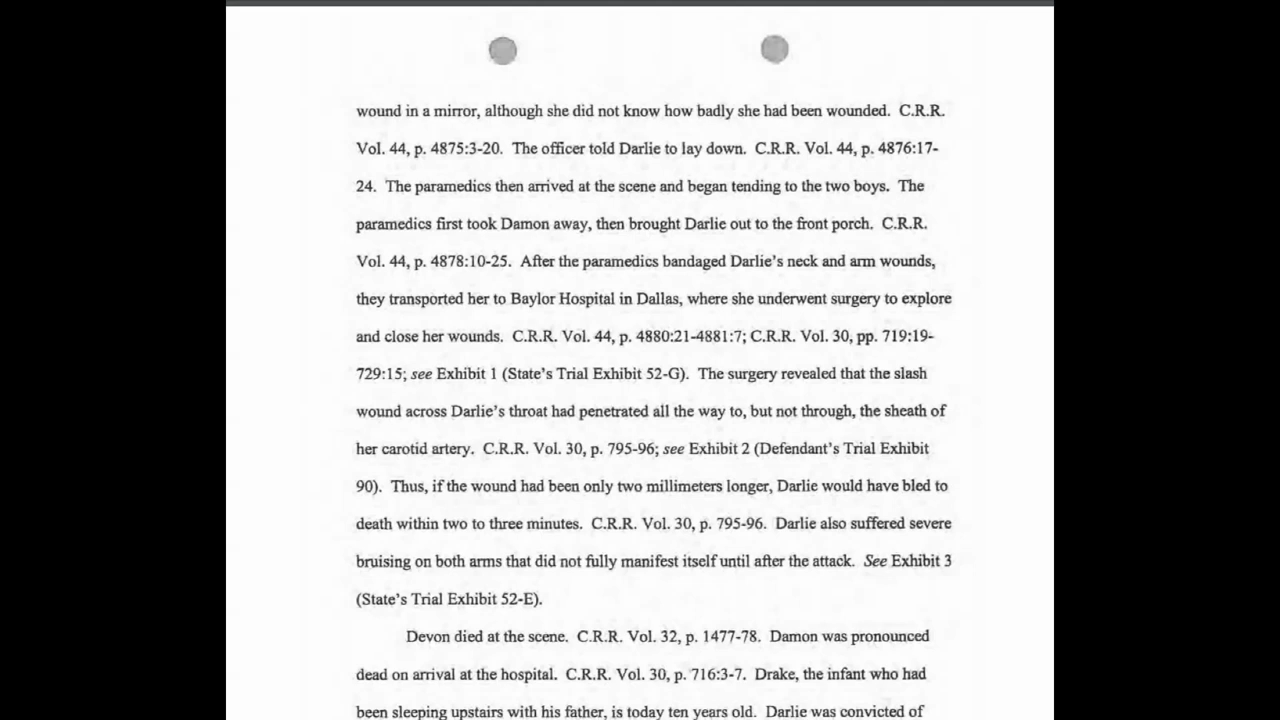 wound in a mirror, although she did not know how badly she had been wounded. C.R.R.
Vol. 44, p. 4875:3-20. The officer told Darlie to lay down. C.R.R. Vol. 44, p. 4876:17-
24. The paramedics then arrived at the scene and began tending to the two boys. The
paramedics first took Damon away, then brought Darlie out to the front porch. C.R.R.
Vol. 44, p. 4878:10-25. After the paramedics bandaged Darlie's neck and arm wounds,
they transported her to Baylor Hospital in Dallas, where she underwent surgery to explore
and close her wounds. C.R.R. Vol. 44, p. 4880:21-4881:7; C.R.R. Vol. 30, pp. 719:19-
729:15; see Exhibit 1 (State's Trial Exhibit 52-G). The surgery revealed that the slash
wound across Darlie's throat had penetrated all the way to, but not through, the sheath of
her carotid artery. C.R.R. Vol. 30, p. 795-96; see Exhibit 2 (Defendant's Trial Exhibit
90). Thus, if the wound had been only two millimeters longer, Darlie would have bled to
death within two to three minutes. C.R.R. Vol. 30, p. 795-96. Darlie also suffered severe
bruising on both arms that did not fully manifest itself until after the attack. See Exhibit 3
(State's Trial Exhibit 52-E).
Devon died at the scene. C.R.R. Vol. 32, p. 1477-78. Damon was pronounced
dead on arrival at the hospital. C.R.R. Vol. 30, p. 716:3-7. Drake, the infant who had
been sleeping upstairs with his father, is today ten years old. Darlie was convicted of